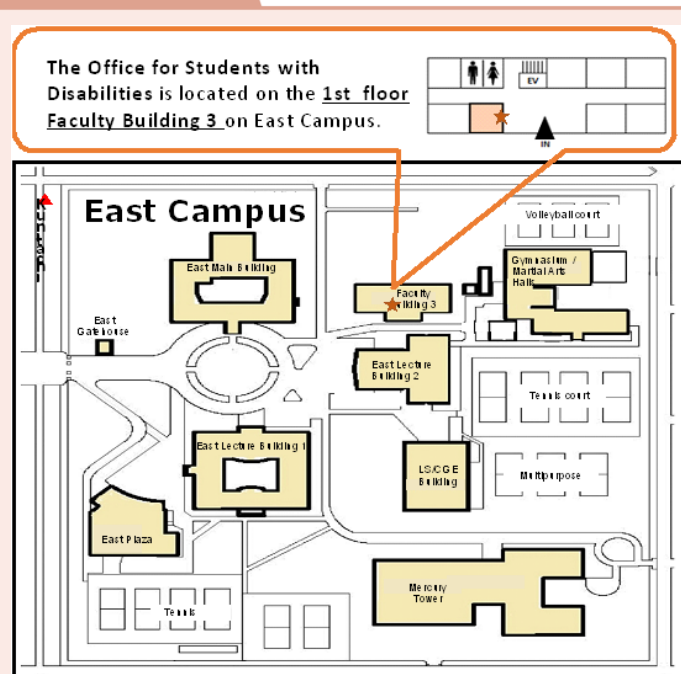 The Office for Students with
Disabilities is located on the 1st floor
Faculty Building 3 on East Campus.
EV
IN
East Campus
Volleyball court
East Main Building
Gymnasium /
Martial Arts
Halls
Faculty
Building 3
East
Gatehouse
East Lecture
Building 2
Tennis court
East Lecture Building 1
LS/CGE
Building
Multipurpose
East Plaza
Mercury
Tower
Tennis